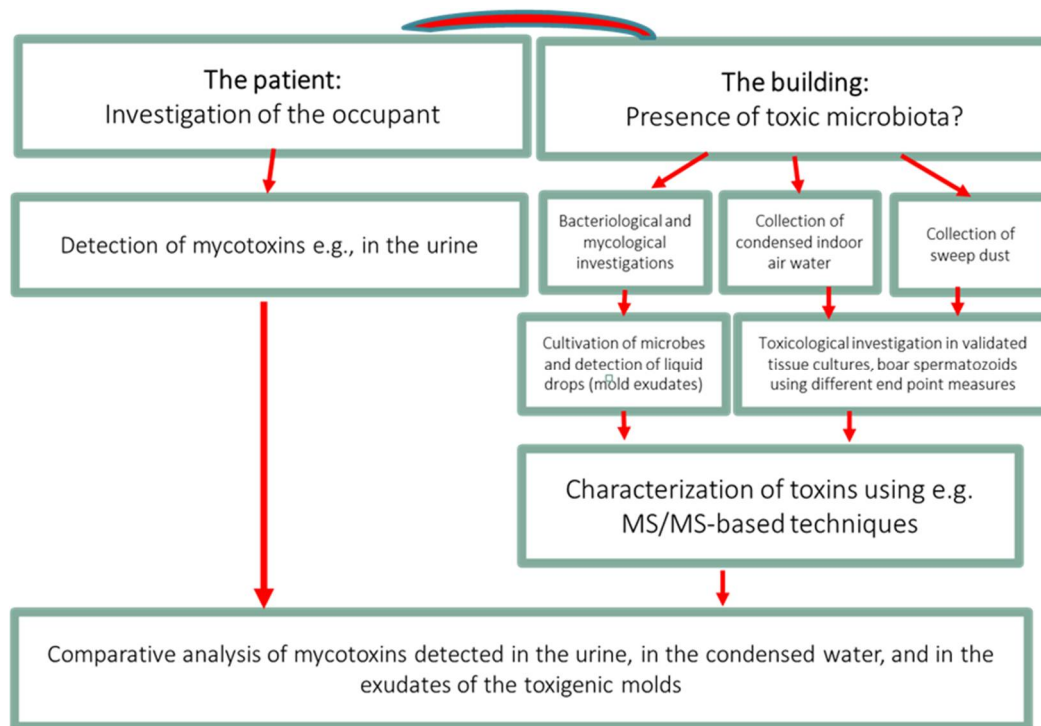 The patient:
Investigation of the occupant
The building:
Presence of toxic microbiota?
Detection of mycotoxins e.g., in the urine
Bacteriological and
mycological
investigations
Collection of
condensed indoor
air water
Collection of
sweep dust
Cultivation of microbes
and detection of liquid
drops (mold exudates)
Toxicological investigation in validated
tissue cultures, boar spermatozoids
using different end point measures
Characterization of toxins using e.g.
MS/MS-based techniques
Comparative analysis of mycotoxins detected in the urine, in the condensed water, and in the
exudates of the toxigenic molds